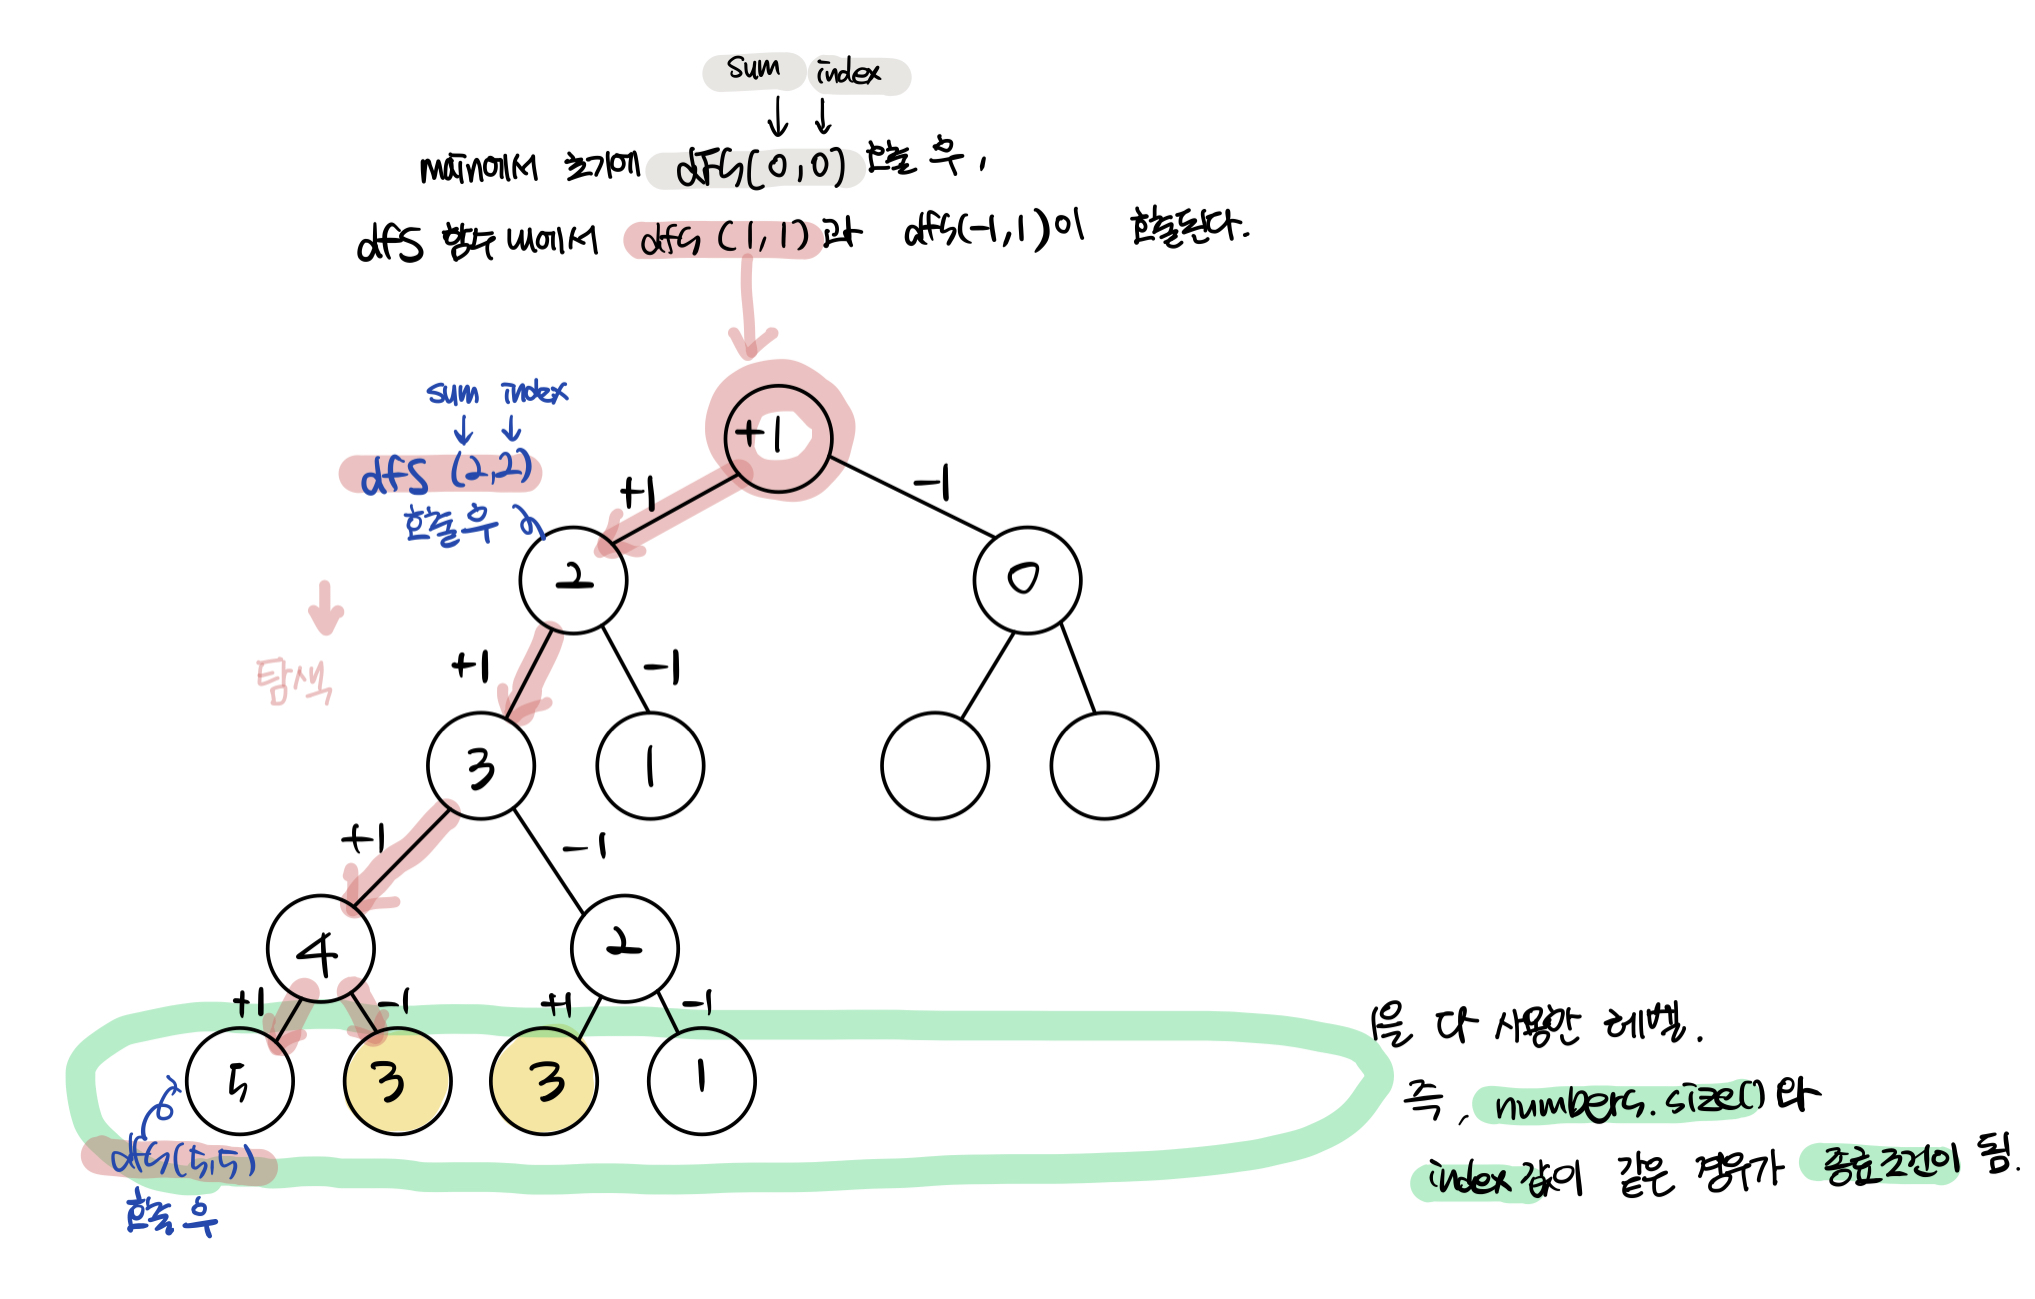 sum index
main에서 초기에 dfs(0,0) 호출 후,
dfs 함수 내에서 dfs (1,1)과 dfs(-1,1)이 호출된다.
sum index
dfs (2,2)
호출 후
+1
+1
-1
2
0
탐색
+1
-1
3
1
+1
-1
4
2
+1
-1
+1
-1
5
3
3
1
dfs(5,5)
호출 후
1을 다 사용한 레벨.
즉, numbers.size()와
index 값이 같은 경우가 종료조건이 됨.